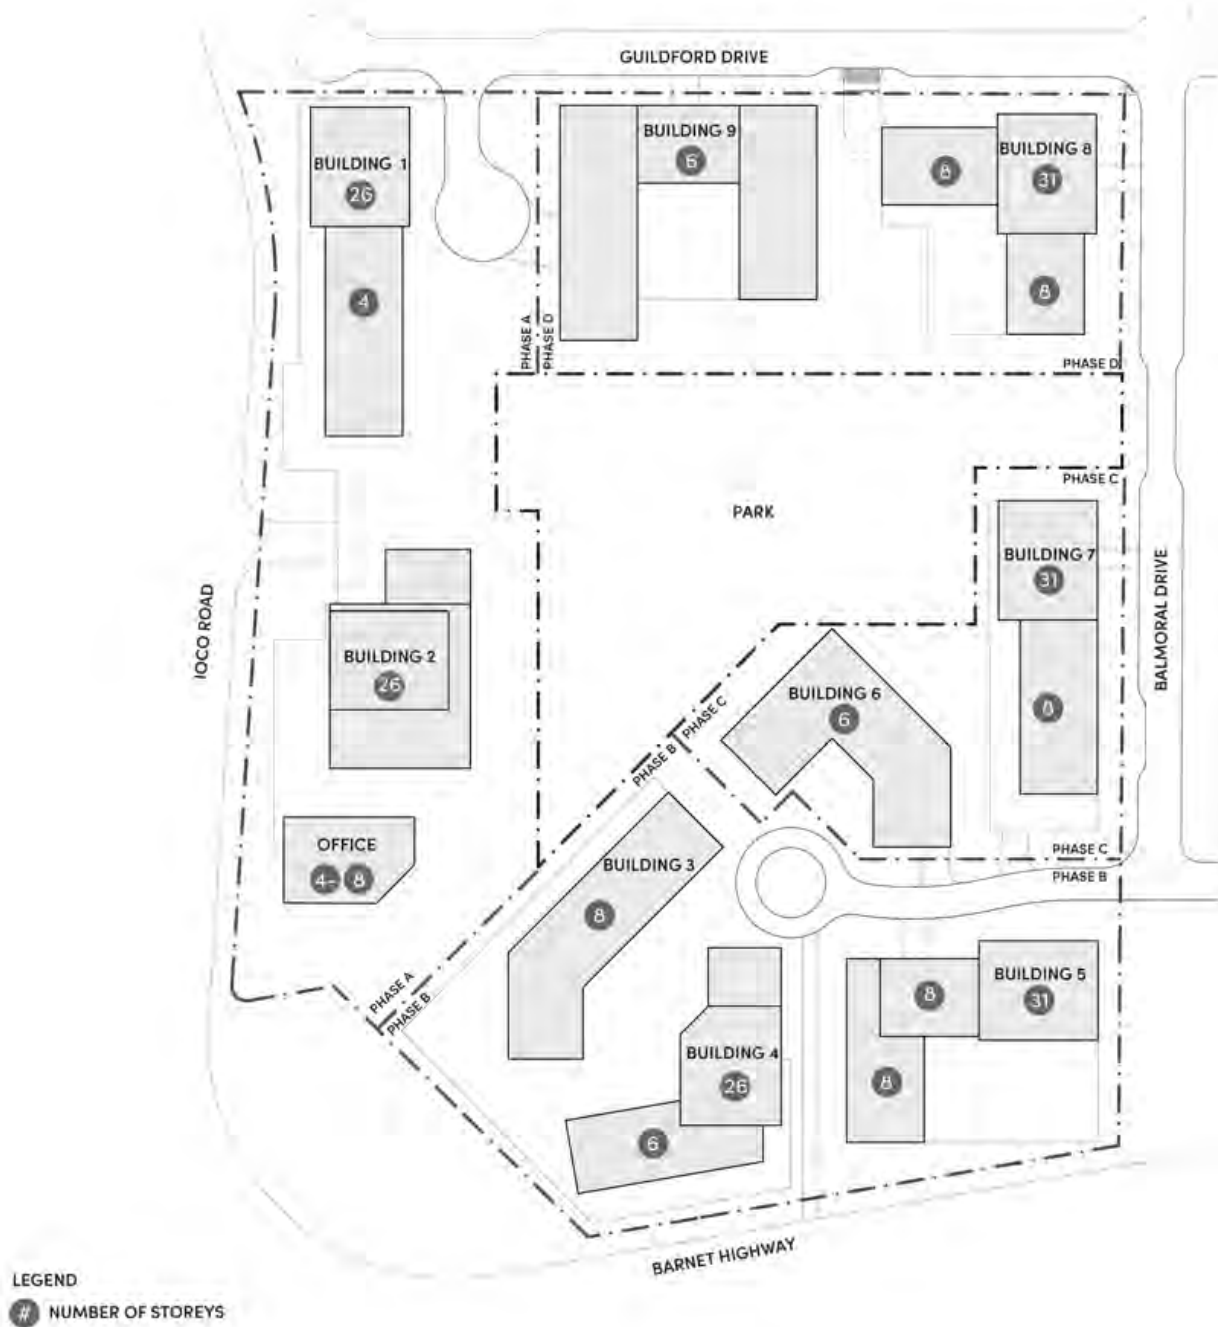 GUILDFORD DRIVE
BUILDING 1
26
4
BUILDING 9
6
8
BUILDING 8
31
8
PHASE A
PHASE D
PHASE D
PHASE C
PARK
BUILDING 7
31
8
IOCO ROAD
BALMORAL DRIVE
BUILDING 2
26
BUILDING 6
6
PHASE C
PHASE B
OFFICE
4-8
BUILDING 3
8
PHASE C
PHASE B
PHASE A
PHASE B
8
BUILDING 5
31
8
BUILDING 4
26
6
BARNET HIGHWAY
LEGEND
# NUMBER OF STOREYS